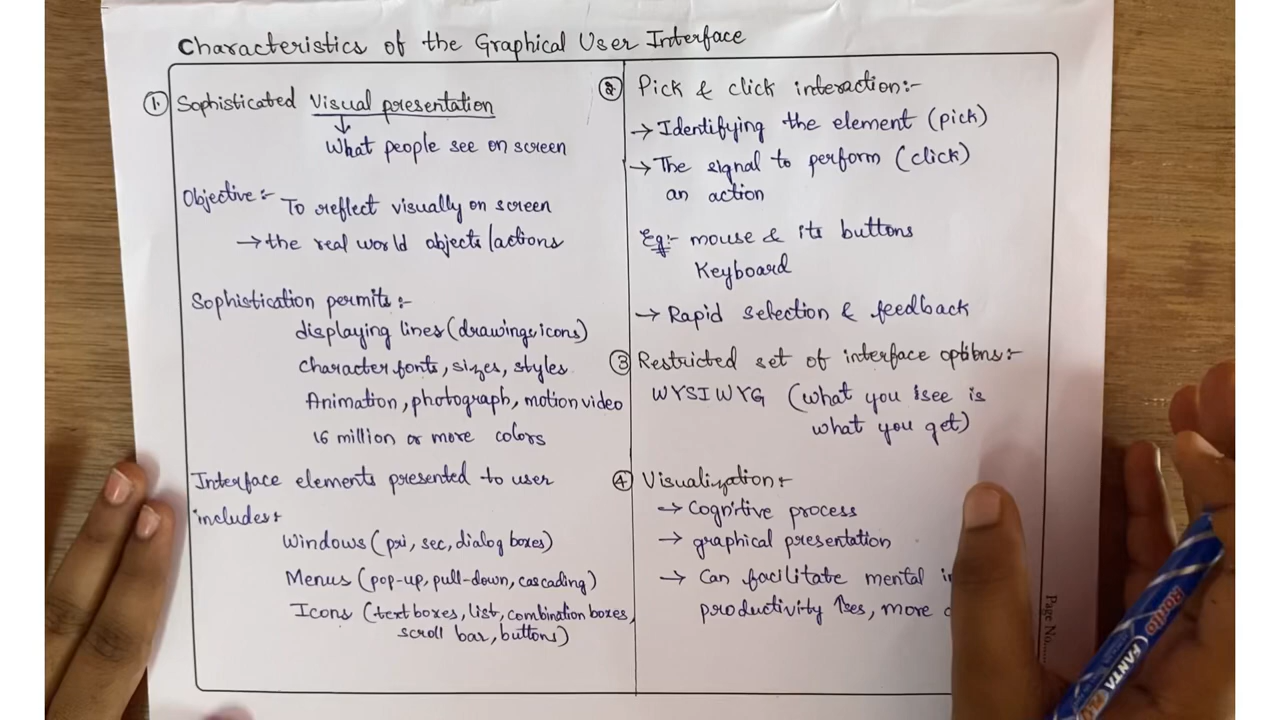 Characteristics of the Graphical User Interface
1. Sophisticated Visual presentation
What people see on screen
Objective:- To reflect visually on screen
→ the real world objects/actions
Sophistication permits:-
displaying lines (drawings icons)
Character fonts, sizes, styles
Animation, photograph, motion video
16 million or more colors
Interface elements presented to user
includes:
Windows (pri, sec, dialog boxes)
Menus (pop-up, pull-down, cascading)
Icons (text boxes, list, combination boxes,
scroll bar, buttons)
2. Pick & click interaction:-
→ Identifying the element (pick)
→ The signal to perform (click)
an action
Eg:- mouse & its buttons
Keyboard
→ Rapid selection & feedback
3 Restricted set of interface options:-
WYSIWYG (what you see is
what you get)
4 Visualization:
→ Cognitive process
→ graphical presentation
→ Can facilitate mental
productivity ↑ses, more
Page No.....
Rorito
FANTA